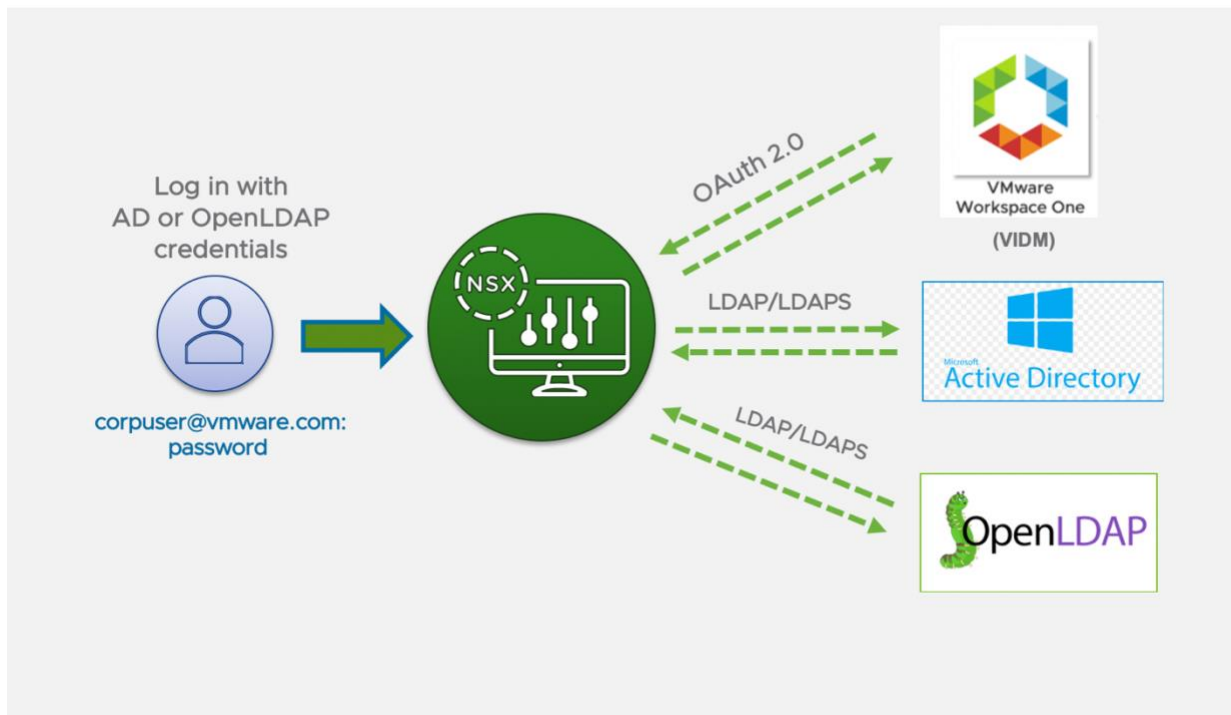 Log in with
AD or OpenLDAP
credentials
corpuser@vmware.com:
password
NSX
OAuth 2.0
LDAP/LDAPS
LDAP/LDAPS
VMware
Workspace One
(VIDM)
Microsoft
Active Directory
OpenLDAP